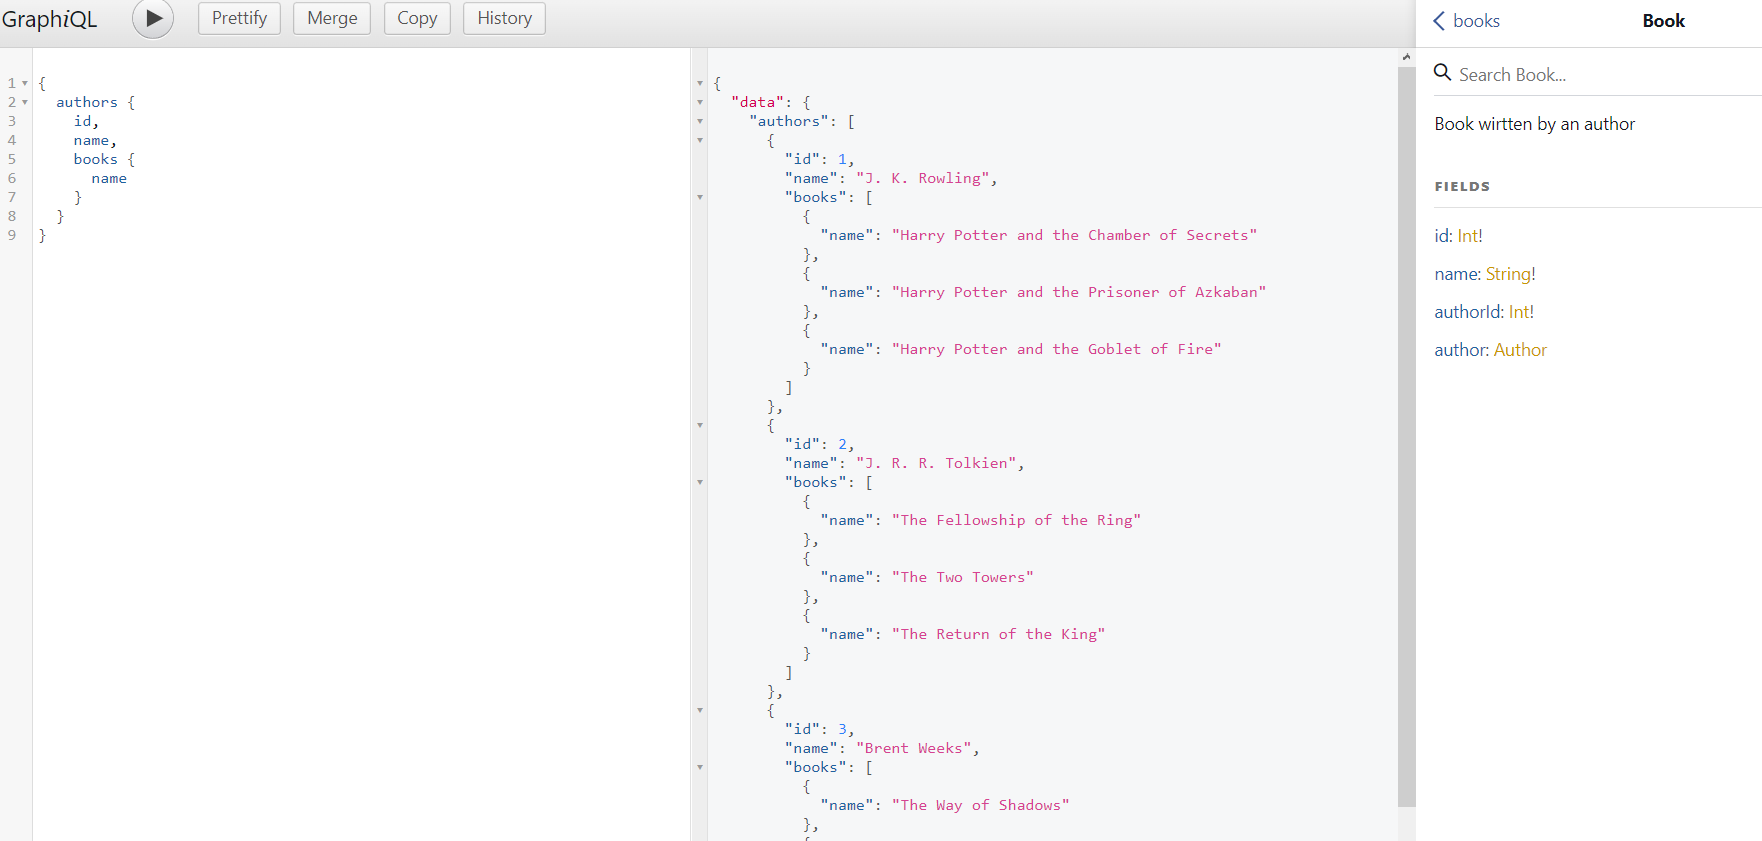 GraphiQL
Prettify
Merge
Copy
History
1 {
2   authors {
3     id,
4     name,
5     books {
6       name
7     }
8   }
9 }
{
  "data": {
    "authors": [
      {
        "id": 1,
        "name": "J. K. Rowling",
        "books": [
          {
            "name": "Harry Potter and the Chamber of Secrets"
          },
          {
            "name": "Harry Potter and the Prisoner of Azkaban"
          },
          {
            "name": "Harry Potter and the Goblet of Fire"
          }
        ]
      },
      {
        "id": 2,
        "name": "J. R. R. Tolkien",
        "books": [
          {
            "name": "The Fellowship of the Ring"
          },
          {
            "name": "The Two Towers"
          },
          {
            "name": "The Return of the King"
          }
        ]
      },
      {
        "id": 3,
        "name": "Brent Weeks",
        "books": [
          {
            "name": "The Way of Shadows"
          },
          {
books
Book
Search Book...
Book wirtten by an author
FIELDS
id: Int!
name: String!
authorId: Int!
author: Author